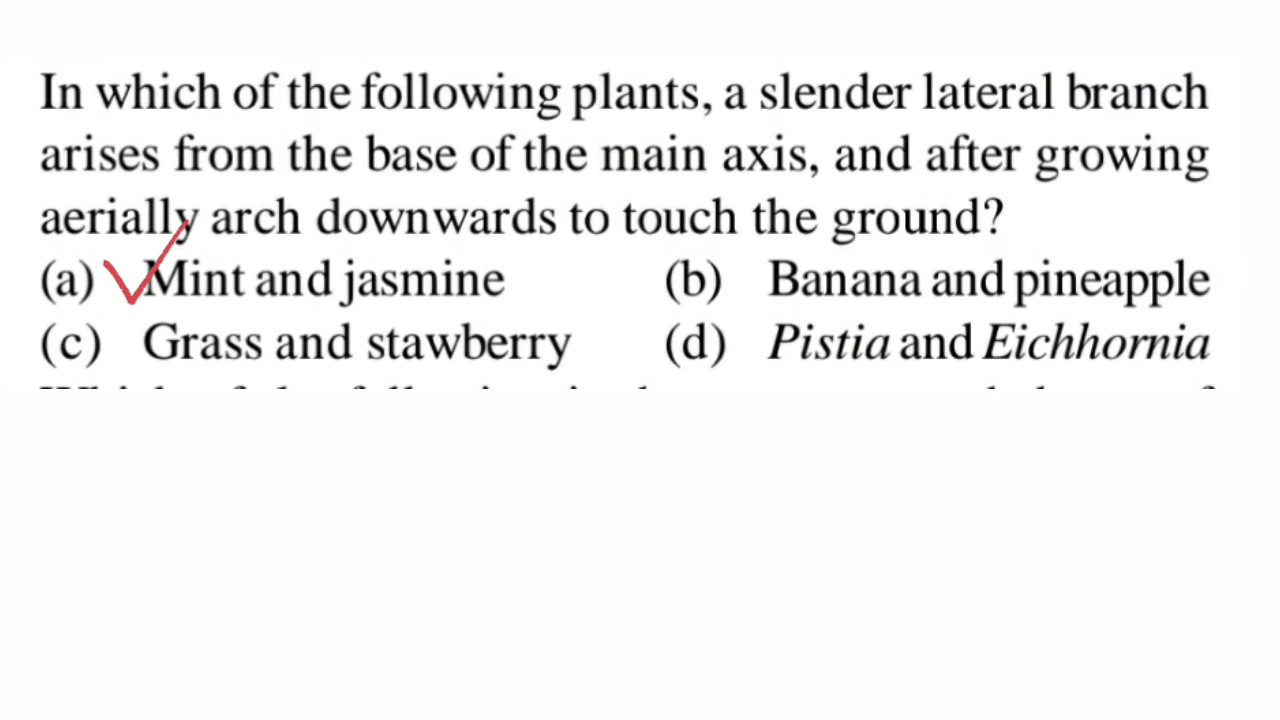 In which of the following plants, a slender lateral branch
arises from the base of the main axis, and after growing
aerially arch downwards to touch the ground?
(a) Mint and jasmine (b) Banana and pineapple
(c) Grass and stawberry (d) Pistia and Eichhornia